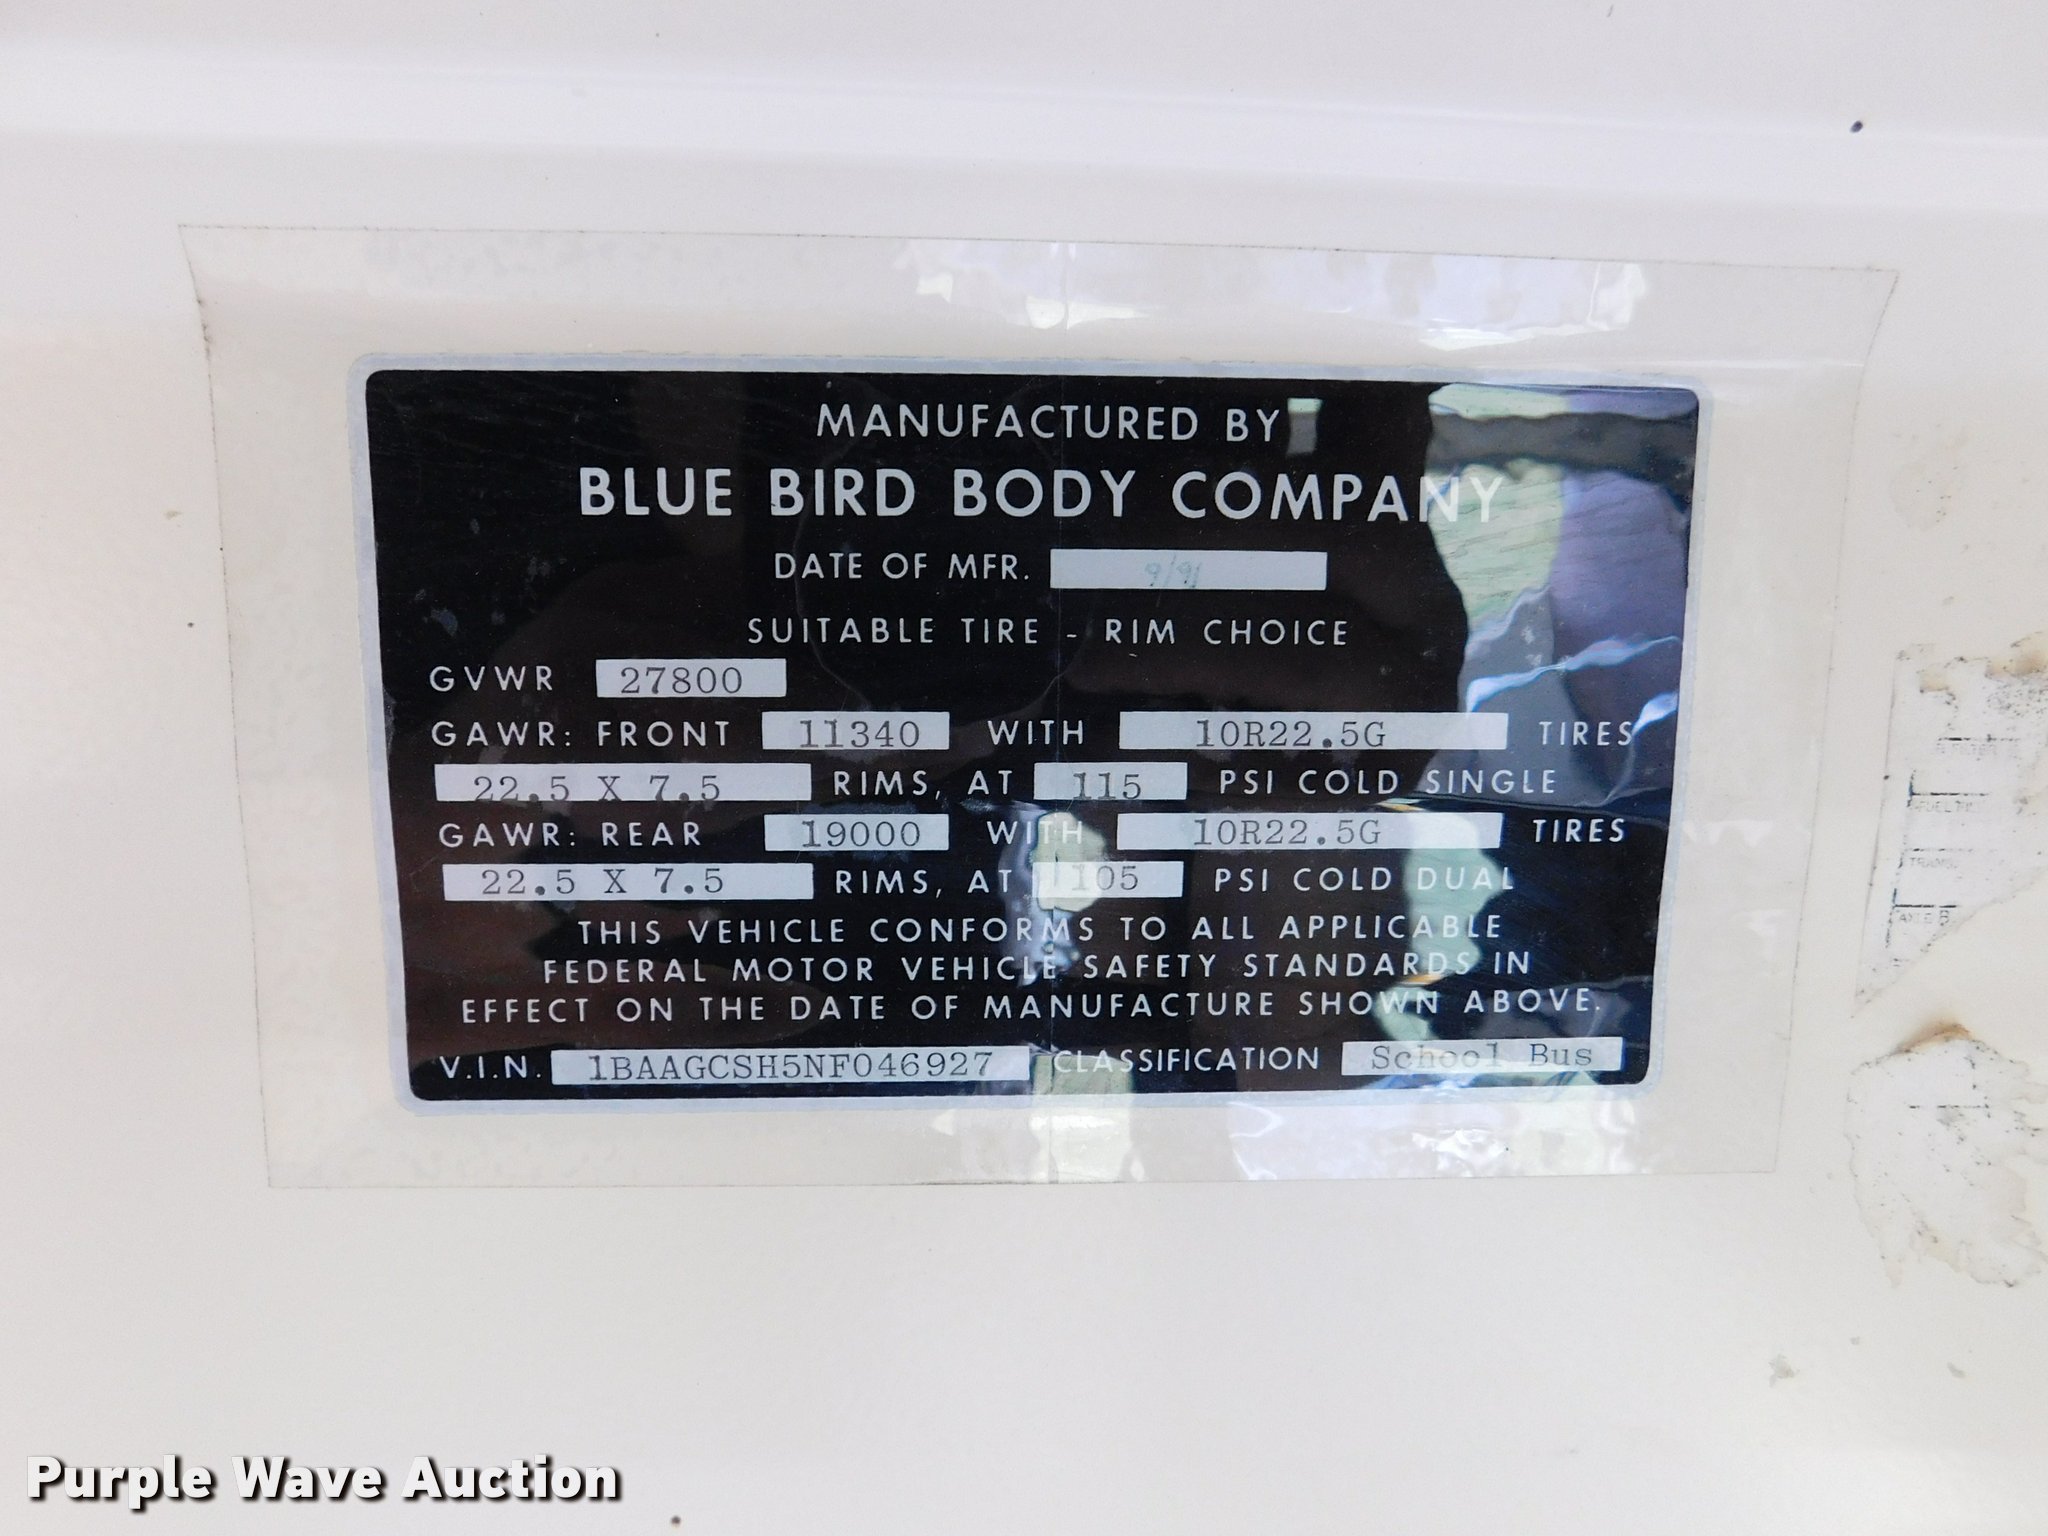 MANUFACTURED BY
BLUE BIRD BODY COMPANY
DATE OF MFR. 9/91
SUITABLE TIRE - RIM CHOICE
GVWR 27800
GAWR: FRONT 11340 WITH 10R22.5G TIRES
22.5 X 7.5 RIMS, AT 115 PSI COLD SINGLE
GAWR: REAR 19000 WITH 10R22.5G TIRES
22.5 X 7.5 RIMS, AT 105 PSI COLD DUAL
THIS VEHICLE CONFORMS TO ALL APPLICABLE
FEDERAL MOTOR VEHICLE SAFETY STANDARDS IN
EFFECT ON THE DATE OF MANUFACTURE SHOWN ABOVE.
V.I.N. 1BAAGCSH5NF046927 CLASSIFICATION School Bus
Purple Wave Auction